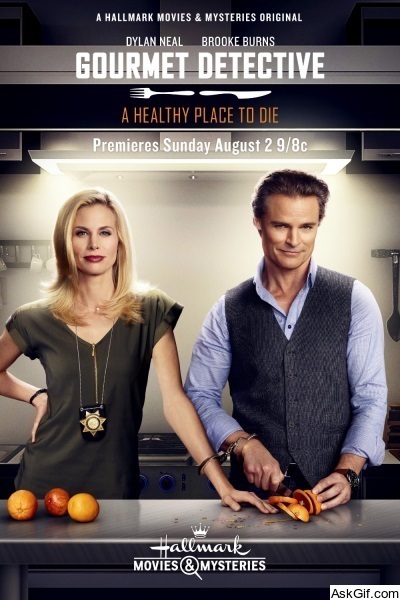 A HALLMARK MOVIES & MYSTERIES ORIGINAL
DYLAN NEAL BROOKE BURNS
GOURMET DETECTIVE
A HEALTHY PLACE TO DIE
Premieres Sunday August 2 9/8c
Hallmark
MOVIES & MYSTERIES
AskGif.com